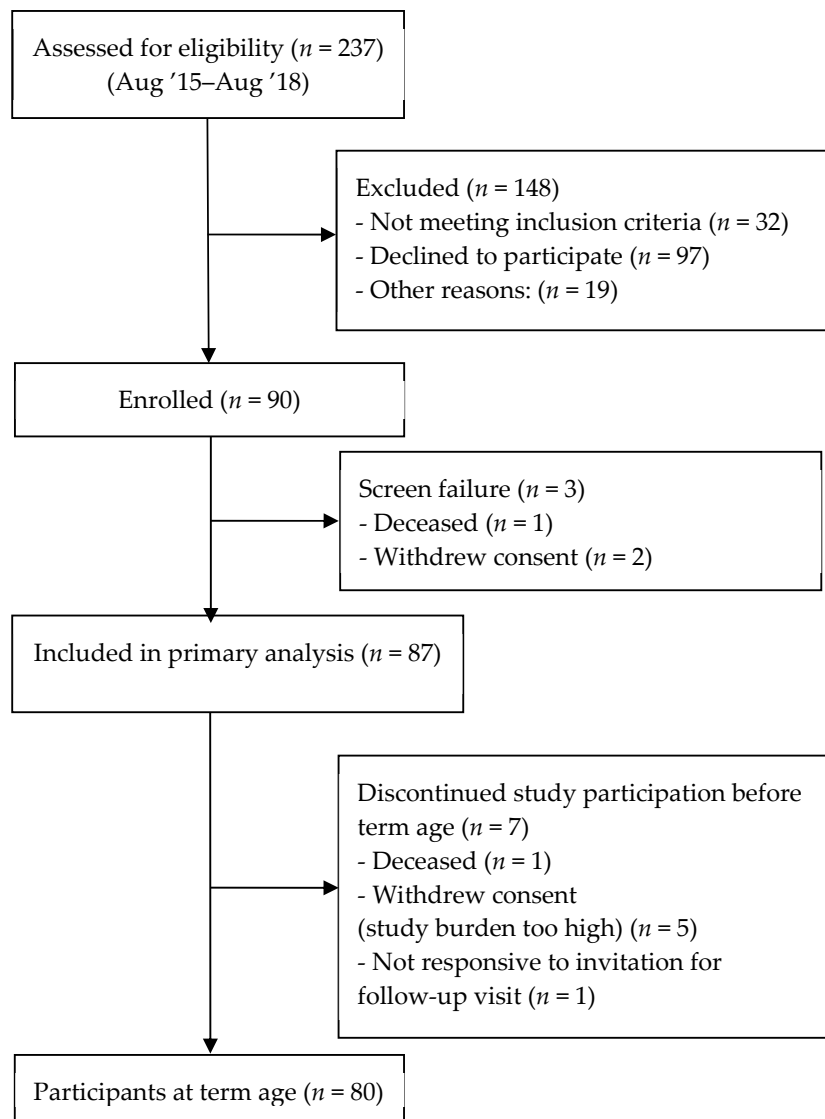 Assessed for eligibility (n = 237)
(Aug ’15–Aug ’18)
Excluded (n = 148)
- Not meeting inclusion criteria (n = 32)
- Declined to participate (n = 97)
- Other reasons: (n = 19)
Enrolled (n = 90)
Screen failure (n = 3)
- Deceased (n = 1)
- Withdrew consent (n = 2)
Included in primary analysis (n = 87)
Discontinued study participation before
term age (n = 7)
- Deceased (n = 1)
- Withdrew consent
(study burden too high) (n = 5)
- Not responsive to invitation for
follow-up visit (n = 1)
Participants at term age (n = 80)